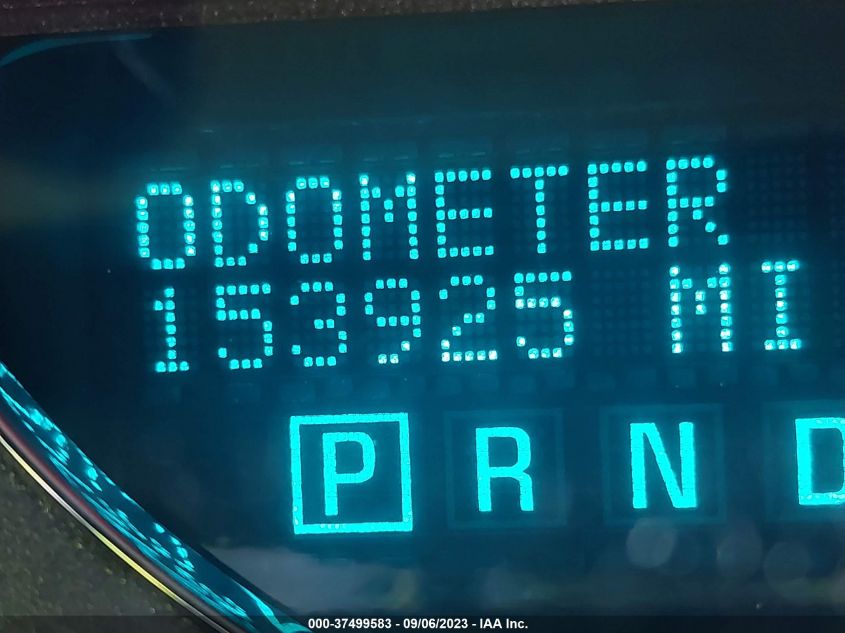 ODOMETER
153925 MI
P R N D
000-37499583 - 09/06/2023 - IAA Inc.